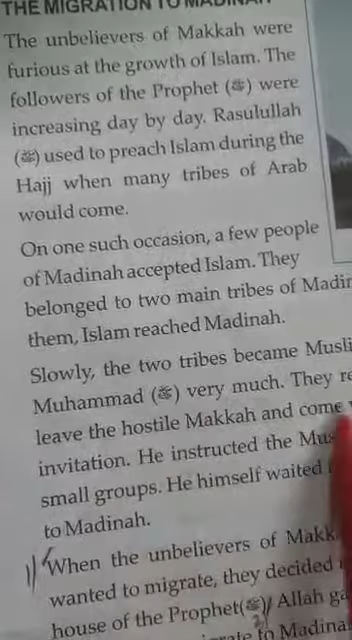 THE MIGRATION TO MADINAH
The unbelievers of Makkah were
furious at the growth of Islam. The
followers of the Prophet (ﷺ) were
increasing day by day. Rasulullah
(ﷺ) used to preach Islam during the
Hajj when many tribes of Arab
would come.
On one such occasion, a few people
of Madinah accepted Islam. They
belonged to two main tribes of
them, Islam reached Madinah.
Slowly, the two tribes became
Muhammad (ﷺ) very much. They
leave the hostile Makkah and come
invitation. He instructed the
small groups. He himself waited
to Madinah.
When the unbelievers of
wanted to migrate, they decided
house of the Prophet(ﷺ) Allah
to